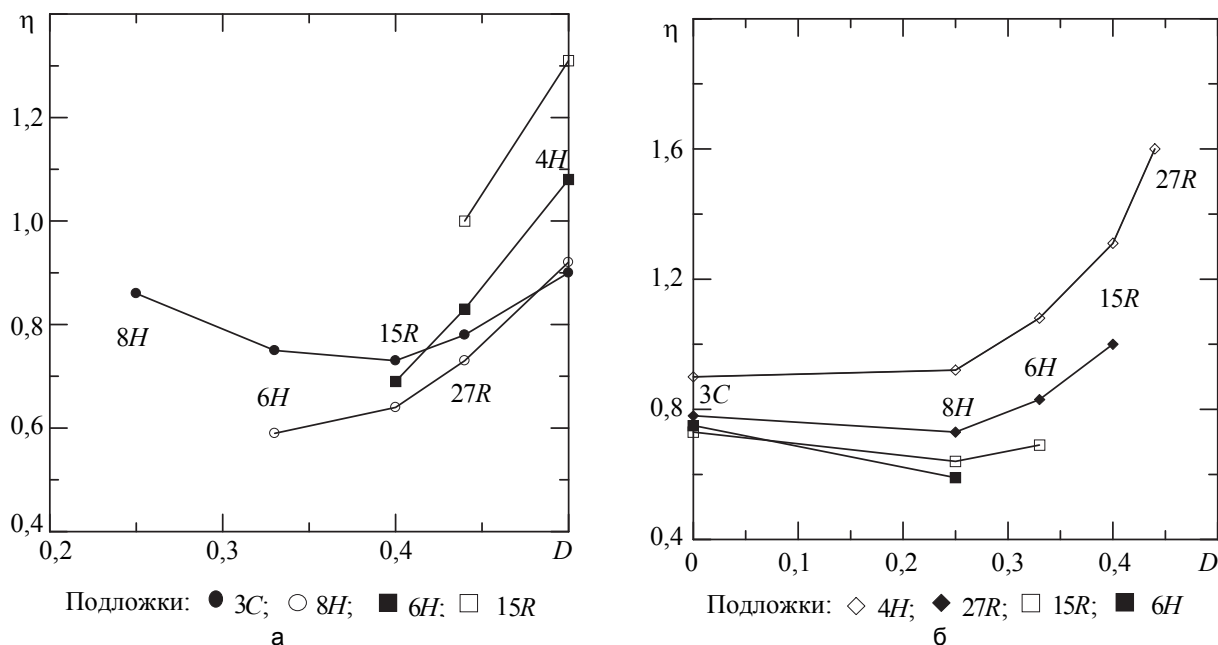 η
1,2
1,0
0,8
0,6
0,4
0,2
0,3
0,4
D
8H
6H
15R
27R
4H
Подложки: 3C; 8H; 6H; 15R
а
η
1,6
1,2
0,8
0,4
0
0,1
0,2
0,3
0,4
D
3C
8H
6H
15R
27R
Подложки: 4H; 27R; 15R; 6H
б